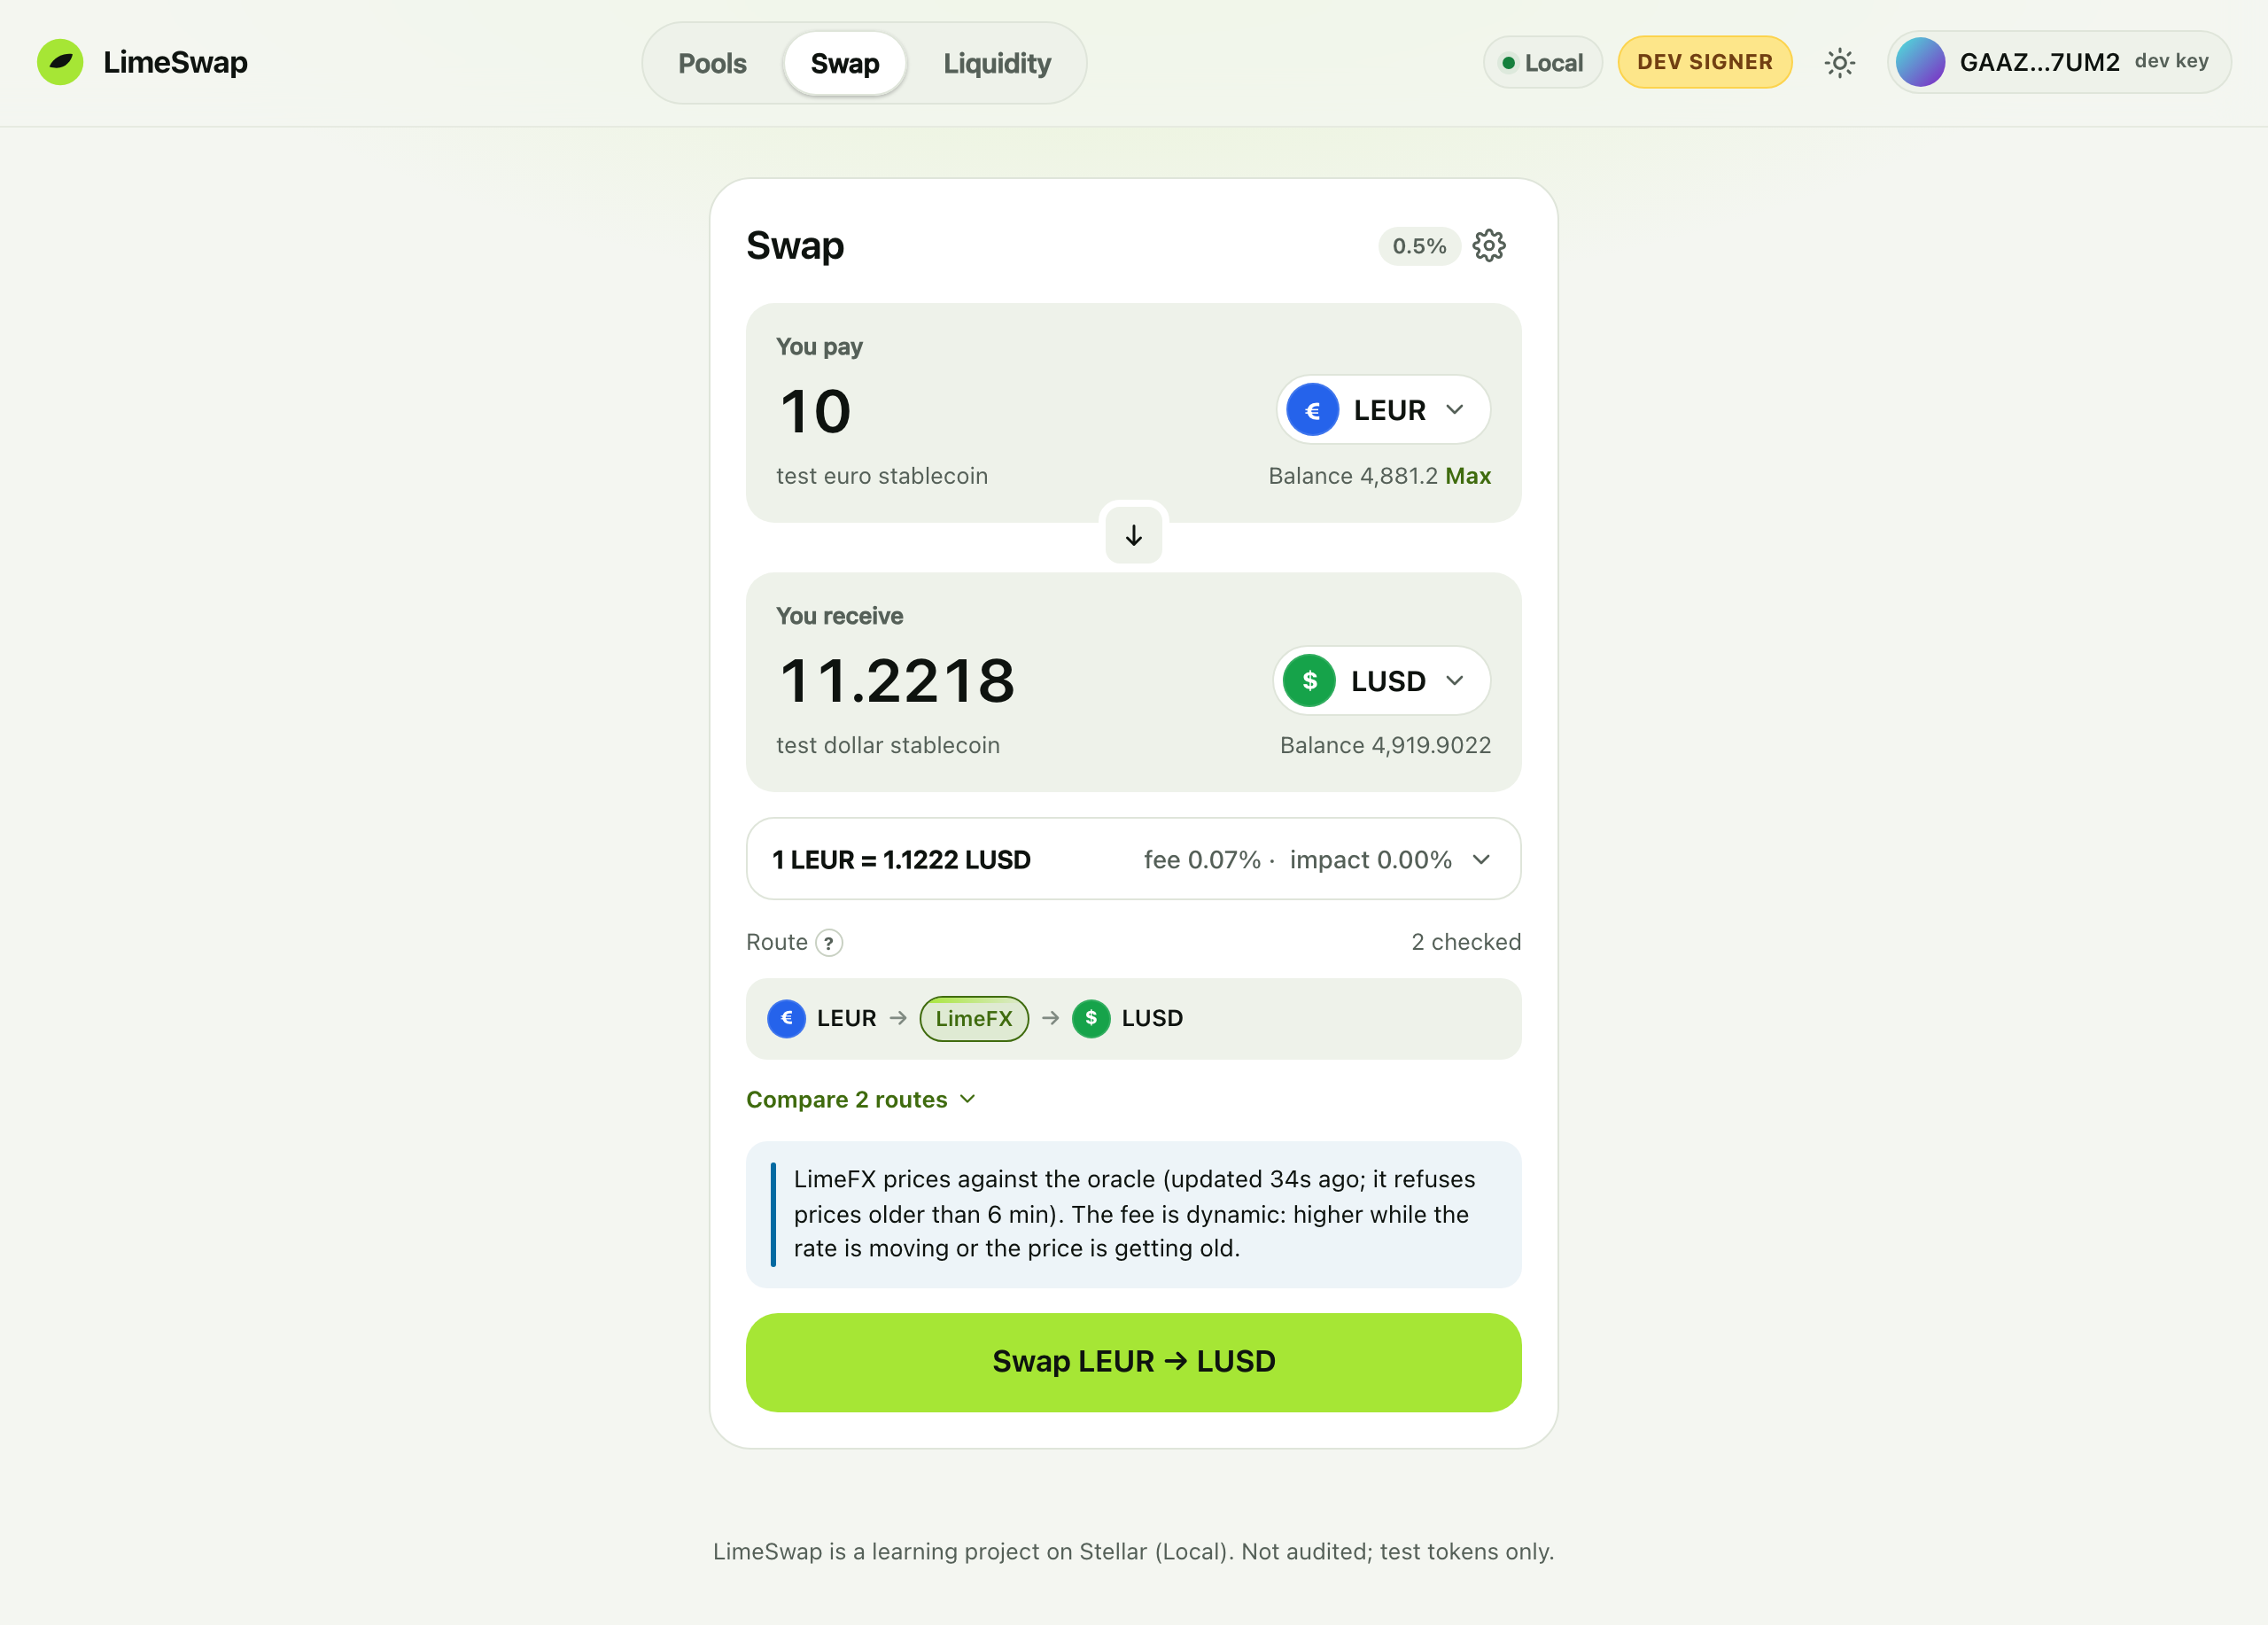 LimeSwap
Pools
Swap
Liquidity
Local
DEV SIGNER
GAAZ...7UM2 dev key
Swap
0.5%
You pay
10
€ LEUR
test euro stablecoin
Balance 4,881.2 Max
You receive
11.2218
$ LUSD
test dollar stablecoin
Balance 4,919.9022
1 LEUR = 1.1222 LUSD
fee 0.07% · impact 0.00%
Route ?
2 checked
€ LEUR → LimeFX → $ LUSD
Compare 2 routes
LimeFX prices against the oracle (updated 34s ago; it refuses
prices older than 6 min). The fee is dynamic: higher while the
rate is moving or the price is getting old.
Swap LEUR → LUSD
LimeSwap is a learning project on Stellar (Local). Not audited; test tokens only.